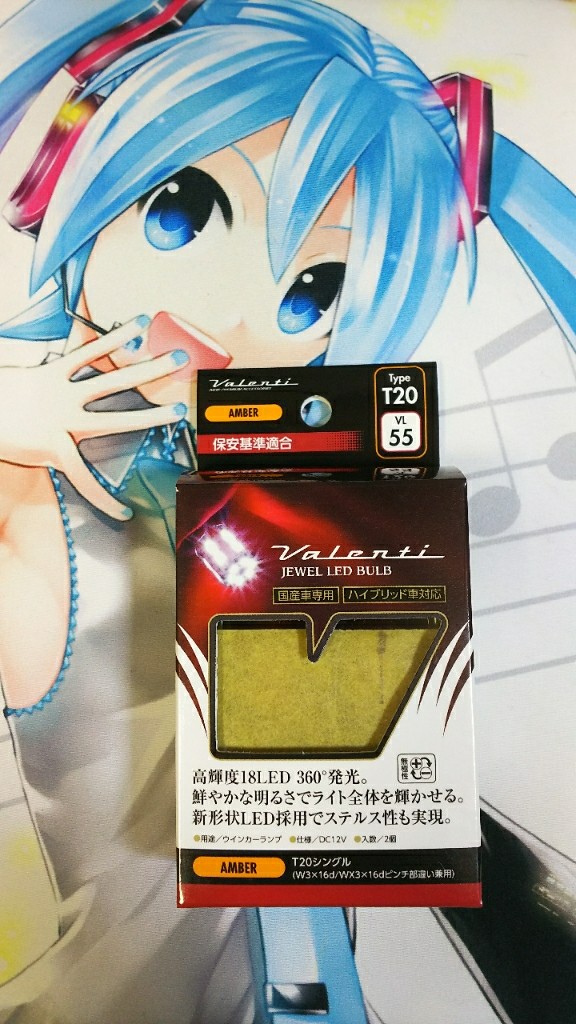 Valenti
AMBER
保安基準適合
Type
T20
VL
55
Valenti
JEWEL LED BULB
国産車専用 ハイブリッド車対応
無極性
高輝度18LED 360°発光。
鮮やかな明るさでライト全体を輝かせる。
新形状LED採用でステルス性も実現。
●用途/ウインカーランプ ●仕様/DC12V ●入数/2個
AMBER
T20シングル
(W3×16d/WX3×16dピンチ部違い兼用)